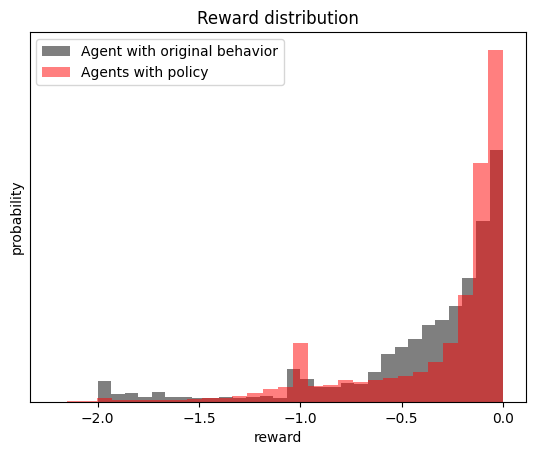 Reward distribution
Agent with original behavior
Agents with policy
probability
−2.0
−1.5
−1.0
−0.5
0.0
reward